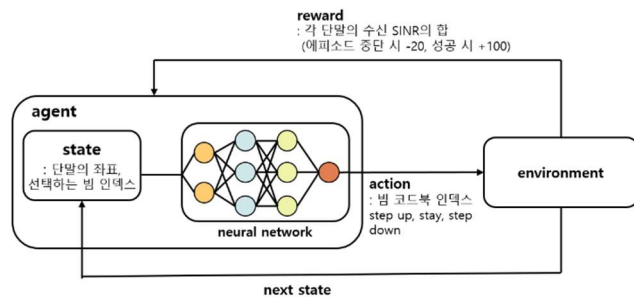 reward
: 각 단말의 수신 SINR의 합
(에피소드 중단 시 -20, 성공 시 +100)
agent
state
: 단말의 좌표,
선택하는 빔 인덱스
neural network
action
: 빔 코드북 인덱스
step up, stay, step
down
environment
next state